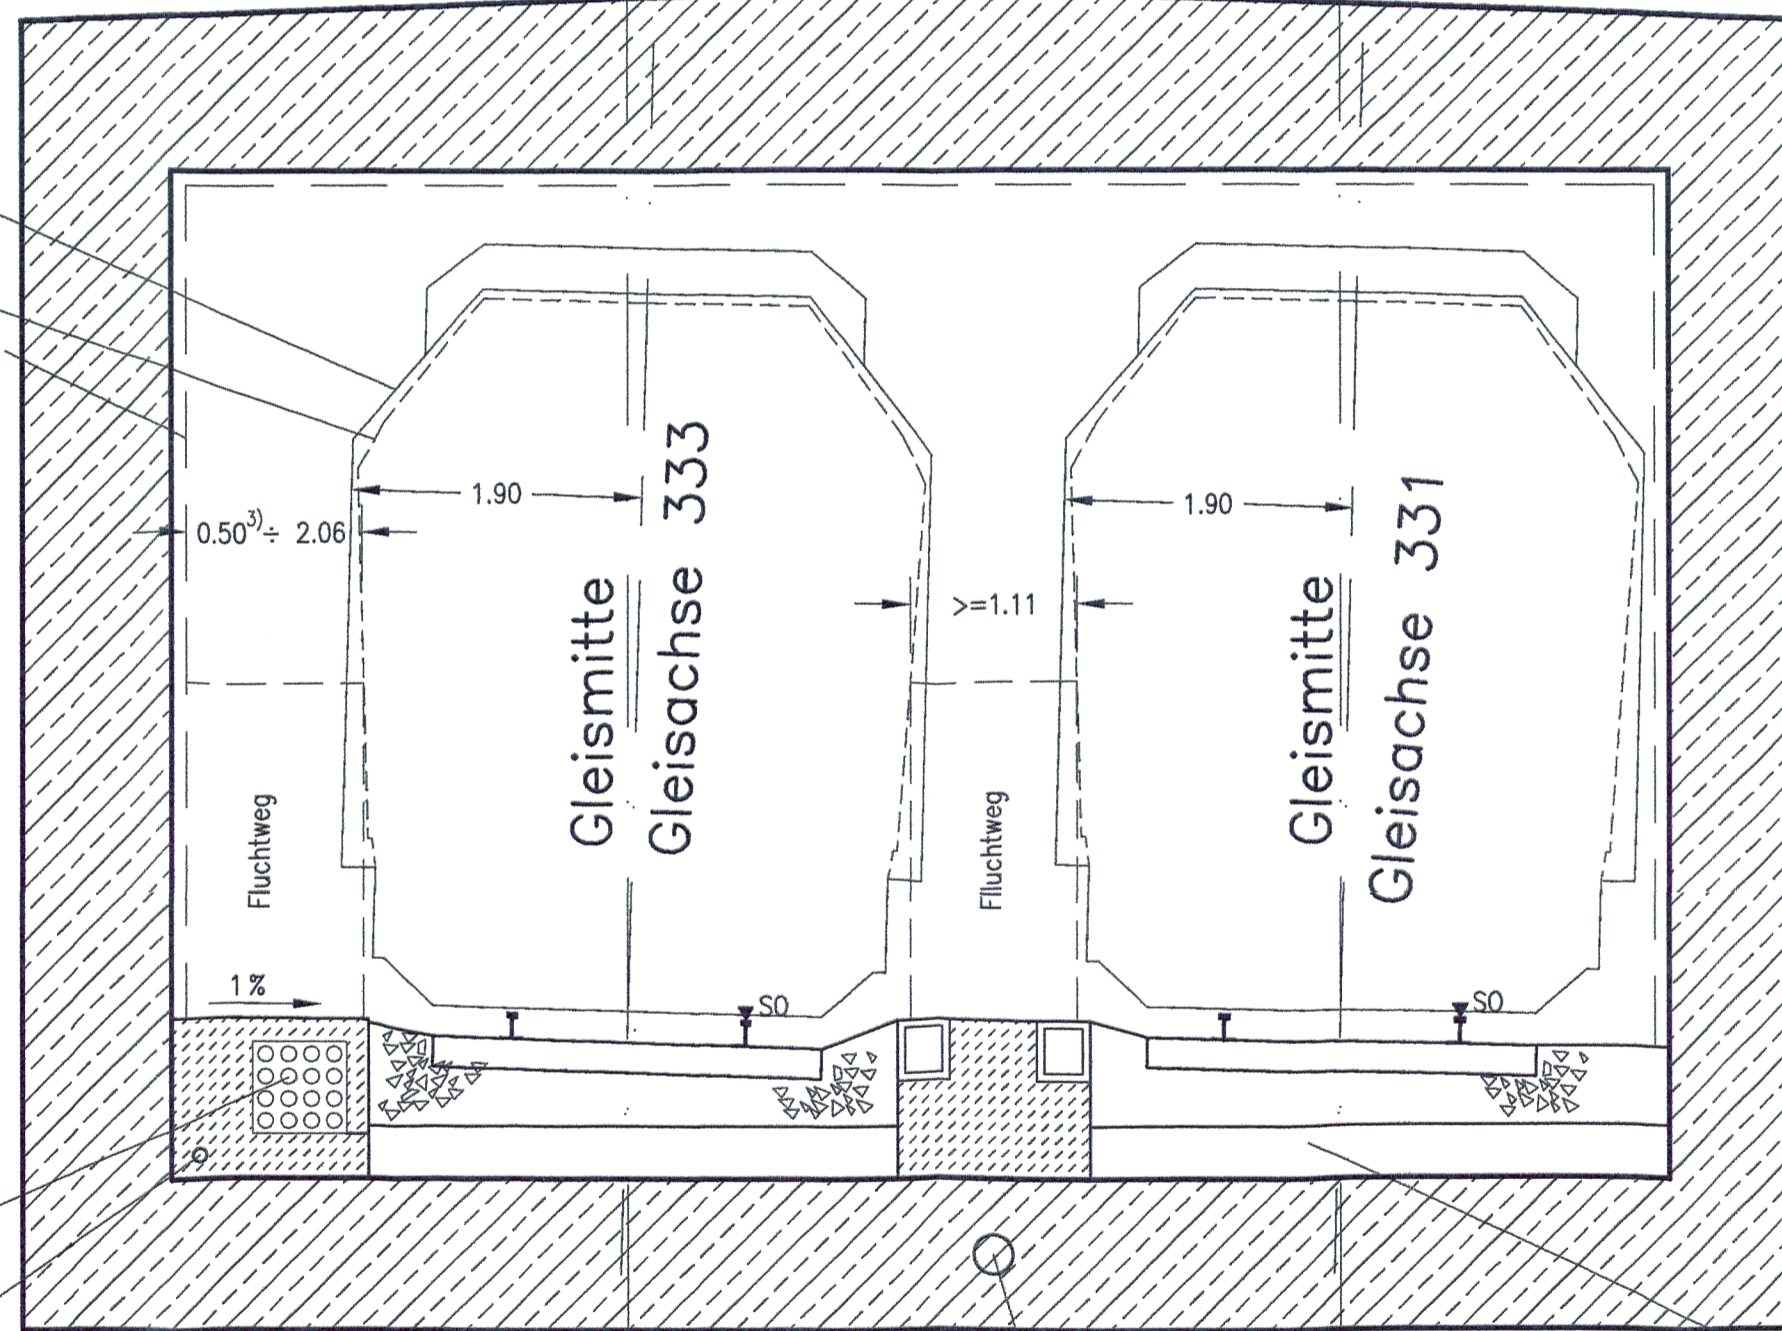 1.90
1.90
0.50³⁾÷ 2.06
>=1.11
Gleismitte
Gleisachse 333
Gleismitte
Gleisachse 331
Fluchtweg
Flluchtweg
1%
SO
SO